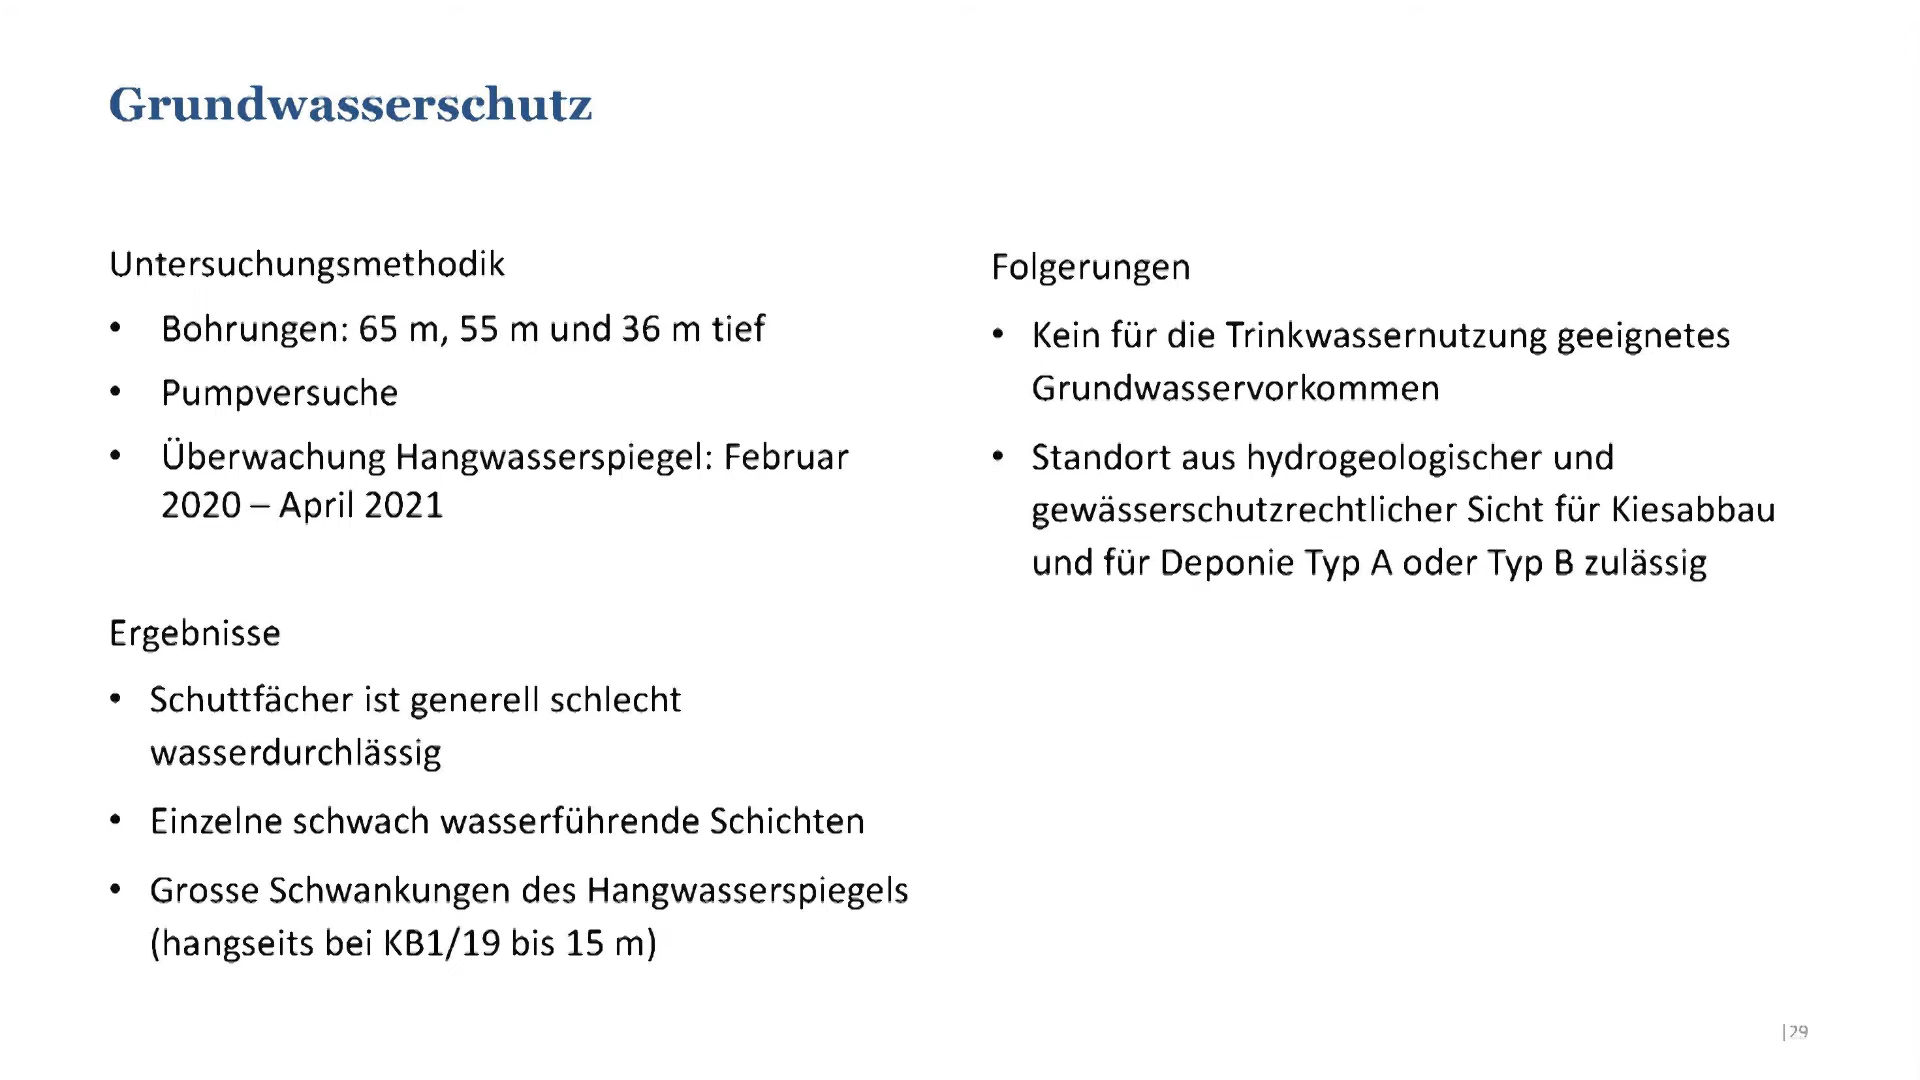 Grundwasserschutz
Untersuchungsmethodik
• Bohrungen: 65 m, 55 m und 36 m tief
• Pumpversuche
• Überwachung Hangwasserspiegel: Februar
2020 – April 2021
Ergebnisse
• Schuttfächer ist generell schlecht
wasserdurchlässig
• Einzelne schwach wasserführende Schichten
• Grosse Schwankungen des Hangwasserspiegels
(hangseits bei KB1/19 bis 15 m)
Folgerungen
• Kein für die Trinkwassernutzung geeignetes
Grundwasservorkommen
• Standort aus hydrogeologischer und
gewässerschutzrechtlicher Sicht für Kiesabbau
und für Deponie Typ A oder Typ B zulässig
|29